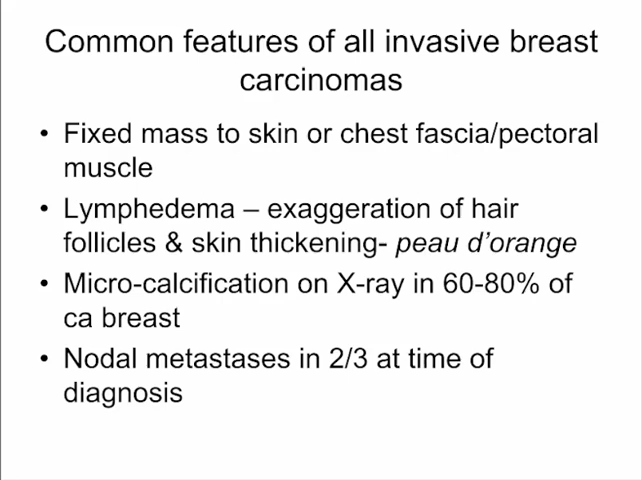 Common features of all invasive breast
carcinomas
• Fixed mass to skin or chest fascia/pectoral
muscle
• Lymphedema – exaggeration of hair
follicles & skin thickening- peau d’orange
• Micro-calcification on X-ray in 60-80% of
ca breast
• Nodal metastases in 2/3 at time of
diagnosis